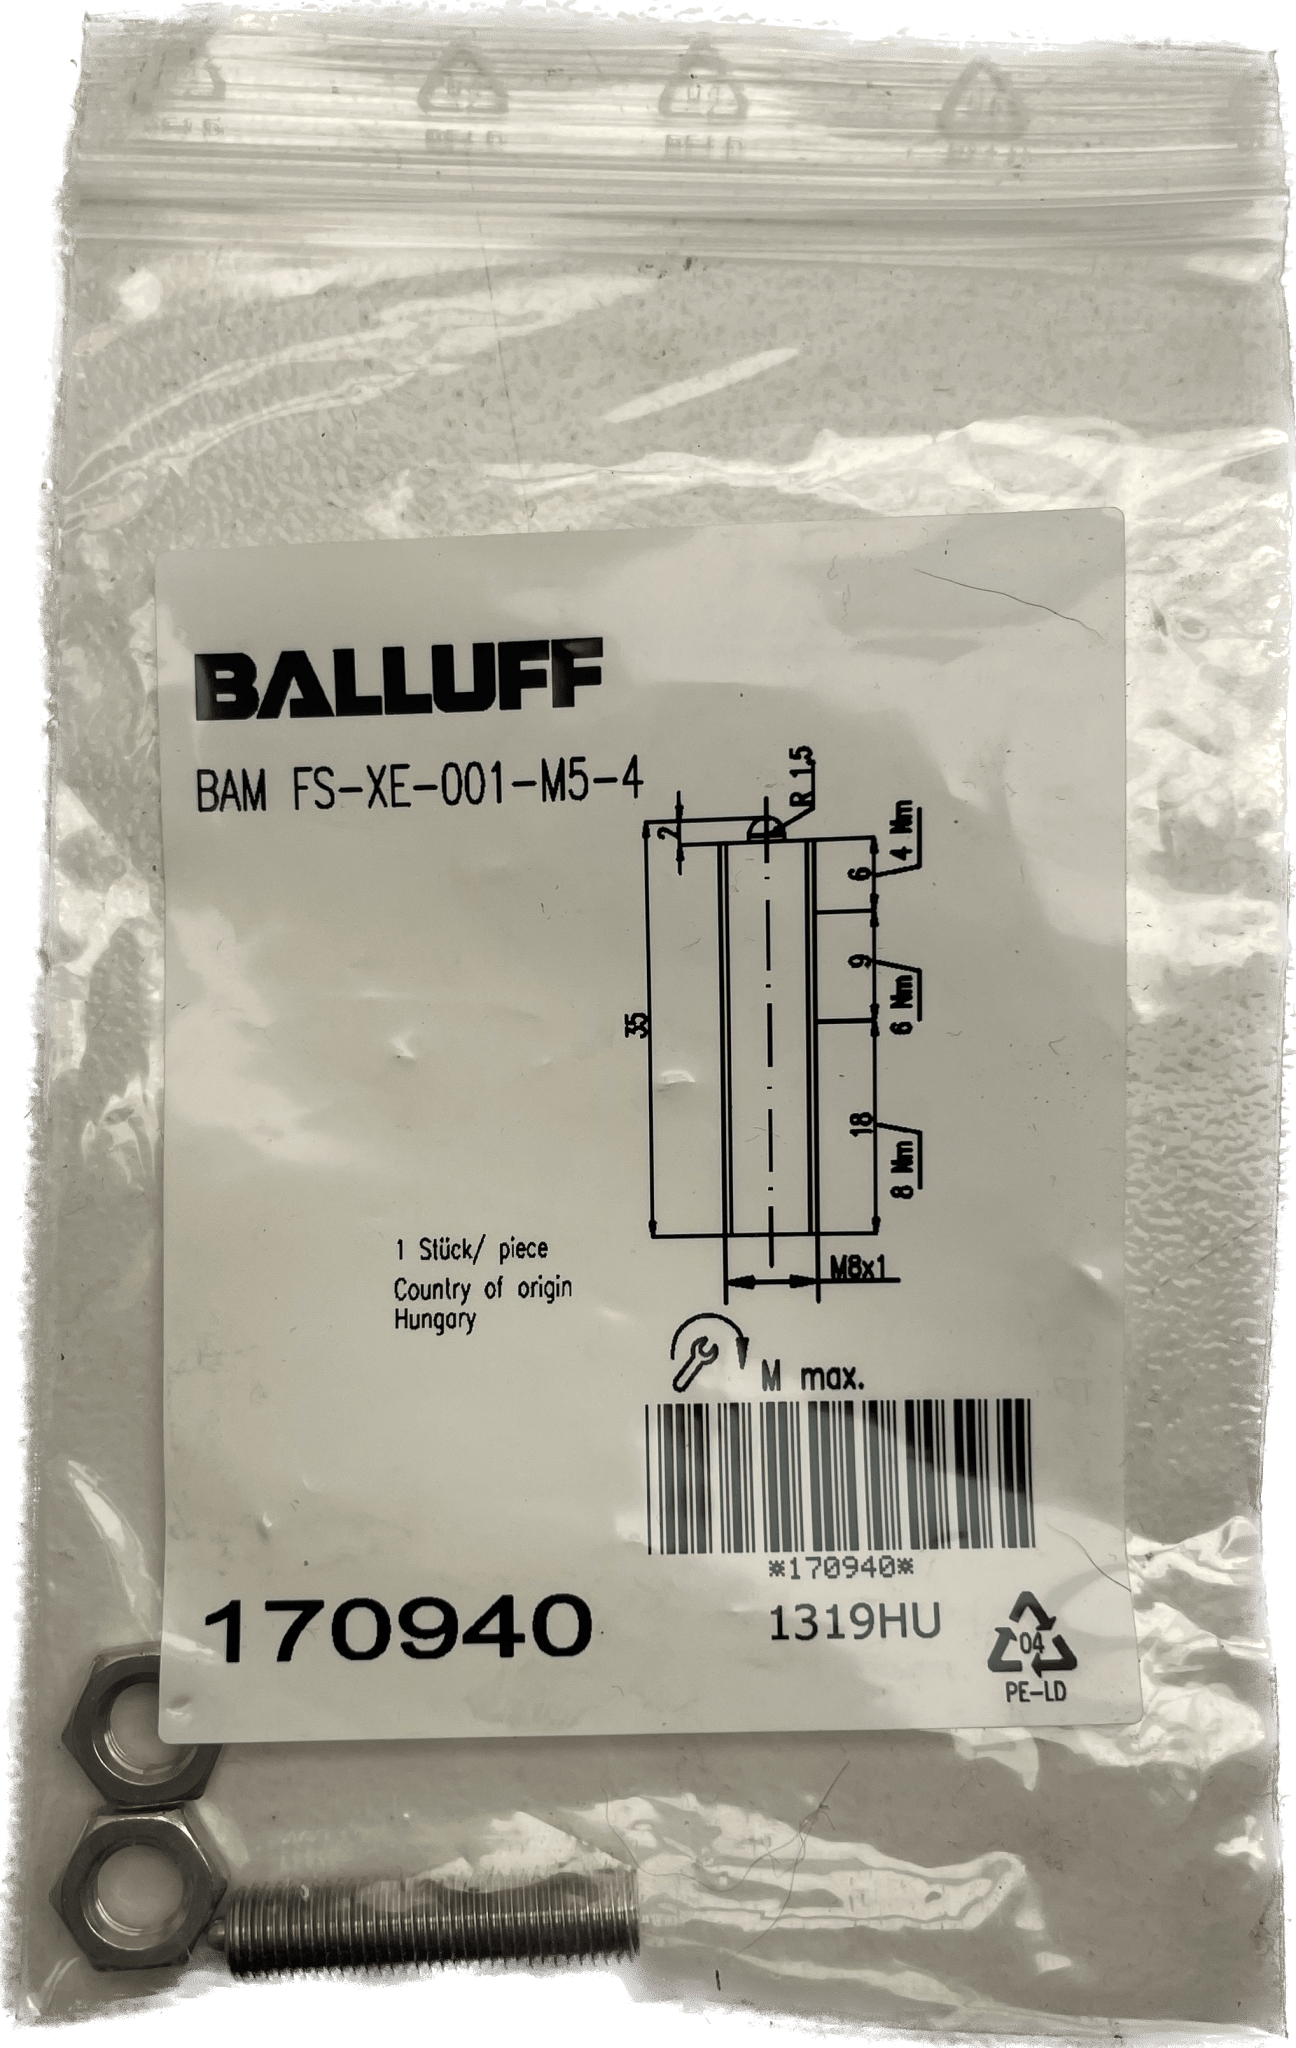 BALLUFF
BAM FS-XE-001-M5-4
R 1,5
2
4 Nm
6
9
6 Nm
35
18
8 Nm
M8x1
1 Stück/ piece
Country of origin
Hungary
M max.
*170940*
170940
1319HU
04
PE-LD